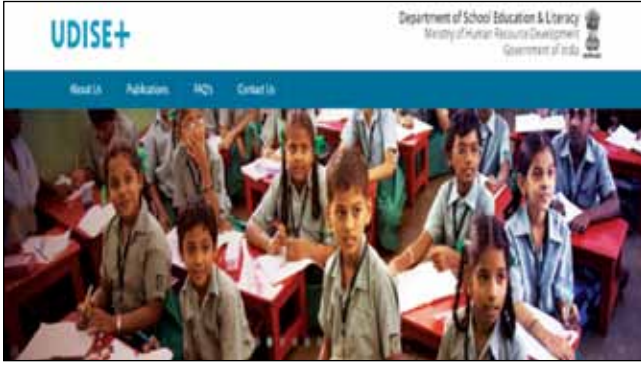 UDISE+
Department of School Education & Literacy
Ministry of Human Resource Development
Government of India
About Us Publications FAQ's Contact Us